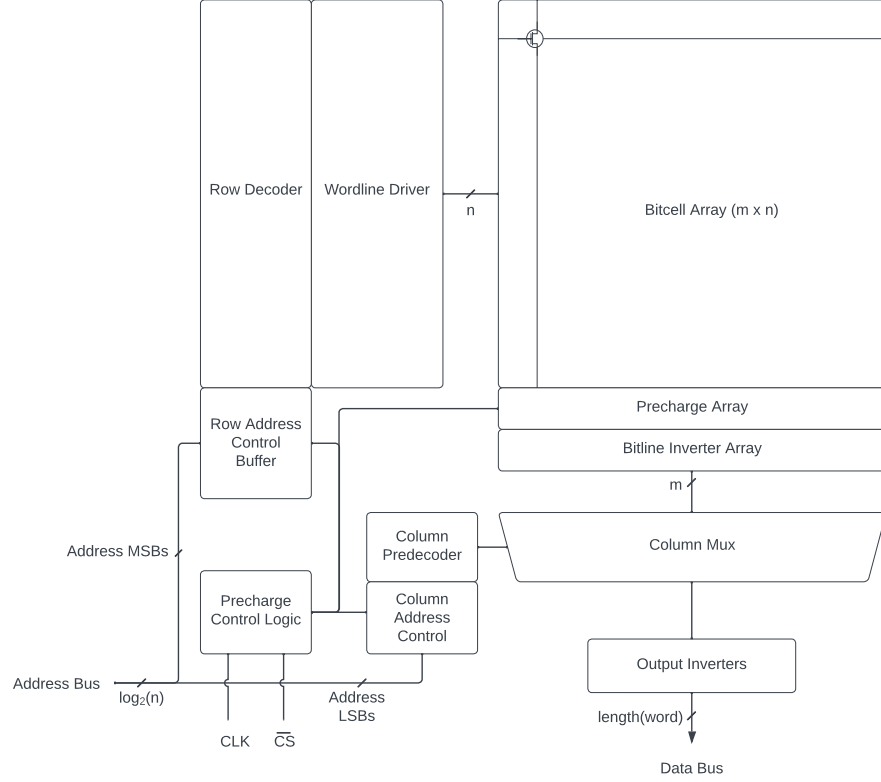 Row Decoder
Wordline Driver
n
Bitcell Array (m x n)
Precharge Array
Row Address
Control
Buffer
Bitline Inverter Array
m
Address MSBs
Column
Predecoder
Column Mux
Precharge
Control Logic
Column
Address
Control
Output Inverters
Address Bus
log₂(n)
Address
LSBs
length(word)
CLK
C̅S̅
Data Bus